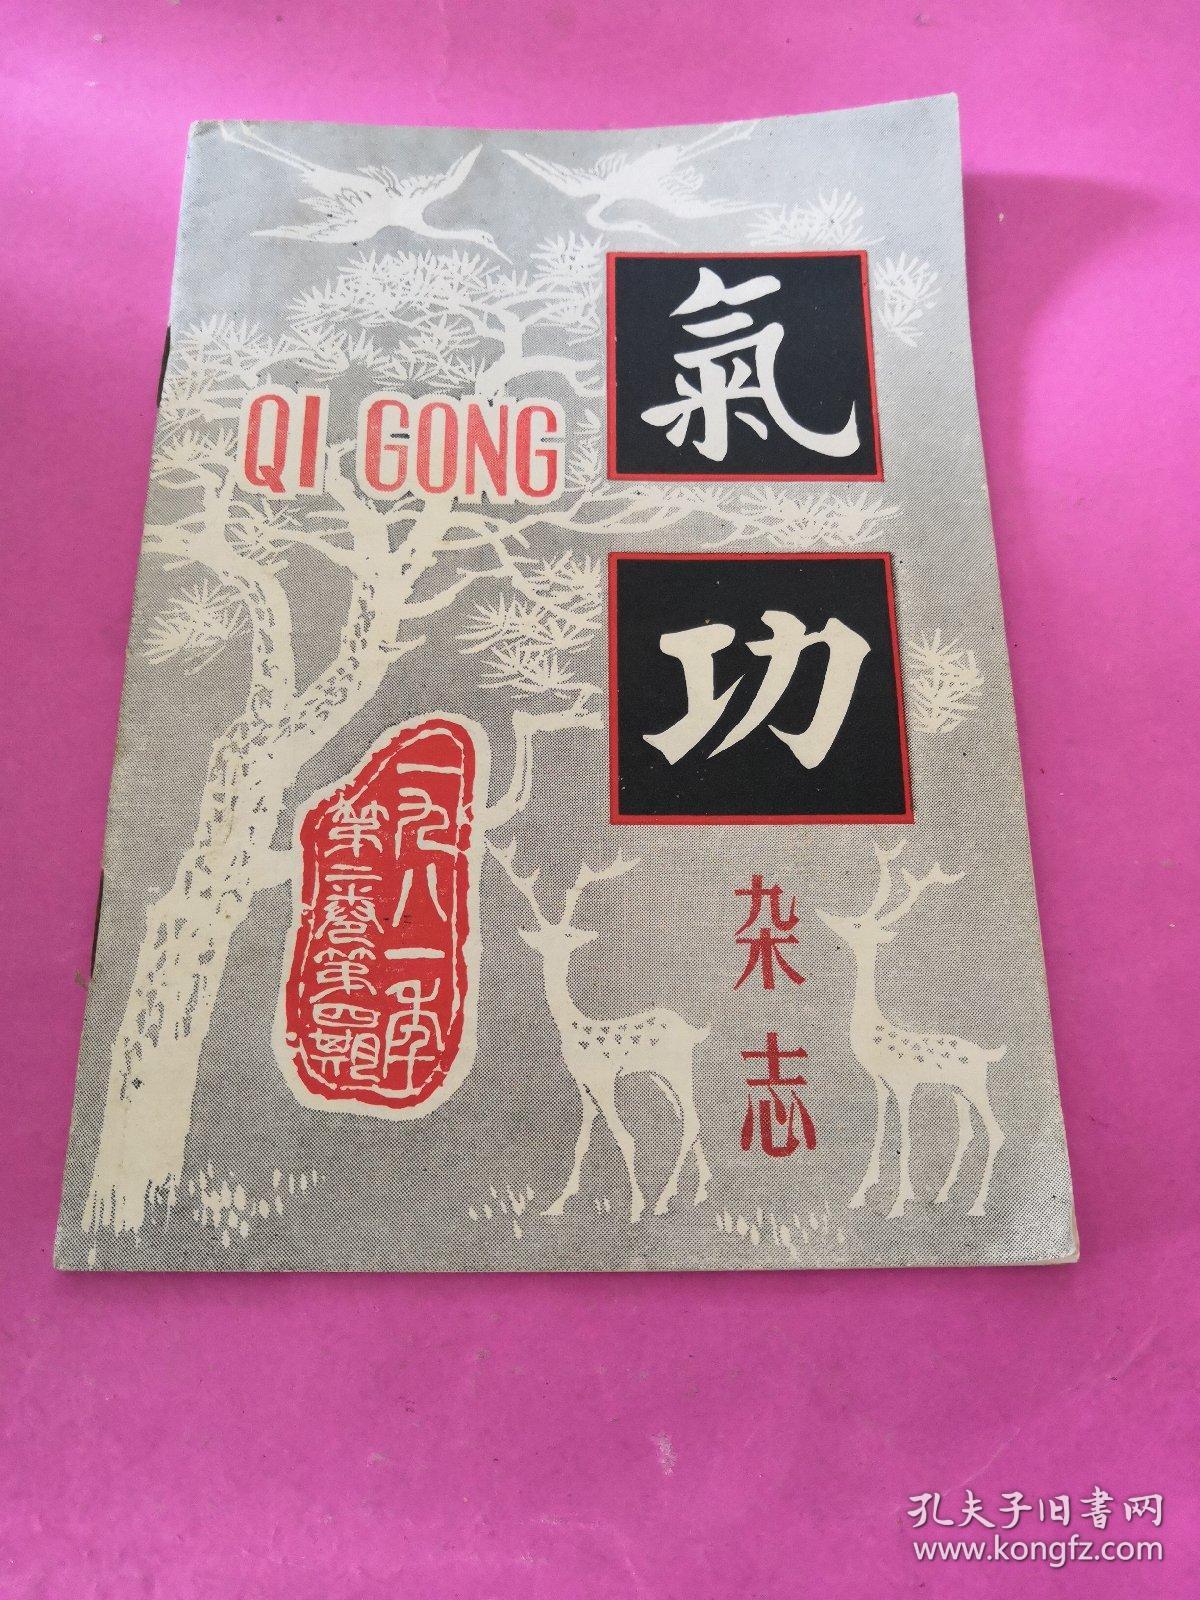 氣功
QI GONG
杂志
一九八一年
第二卷第四期
孔夫子旧书网
www.kongfz.com